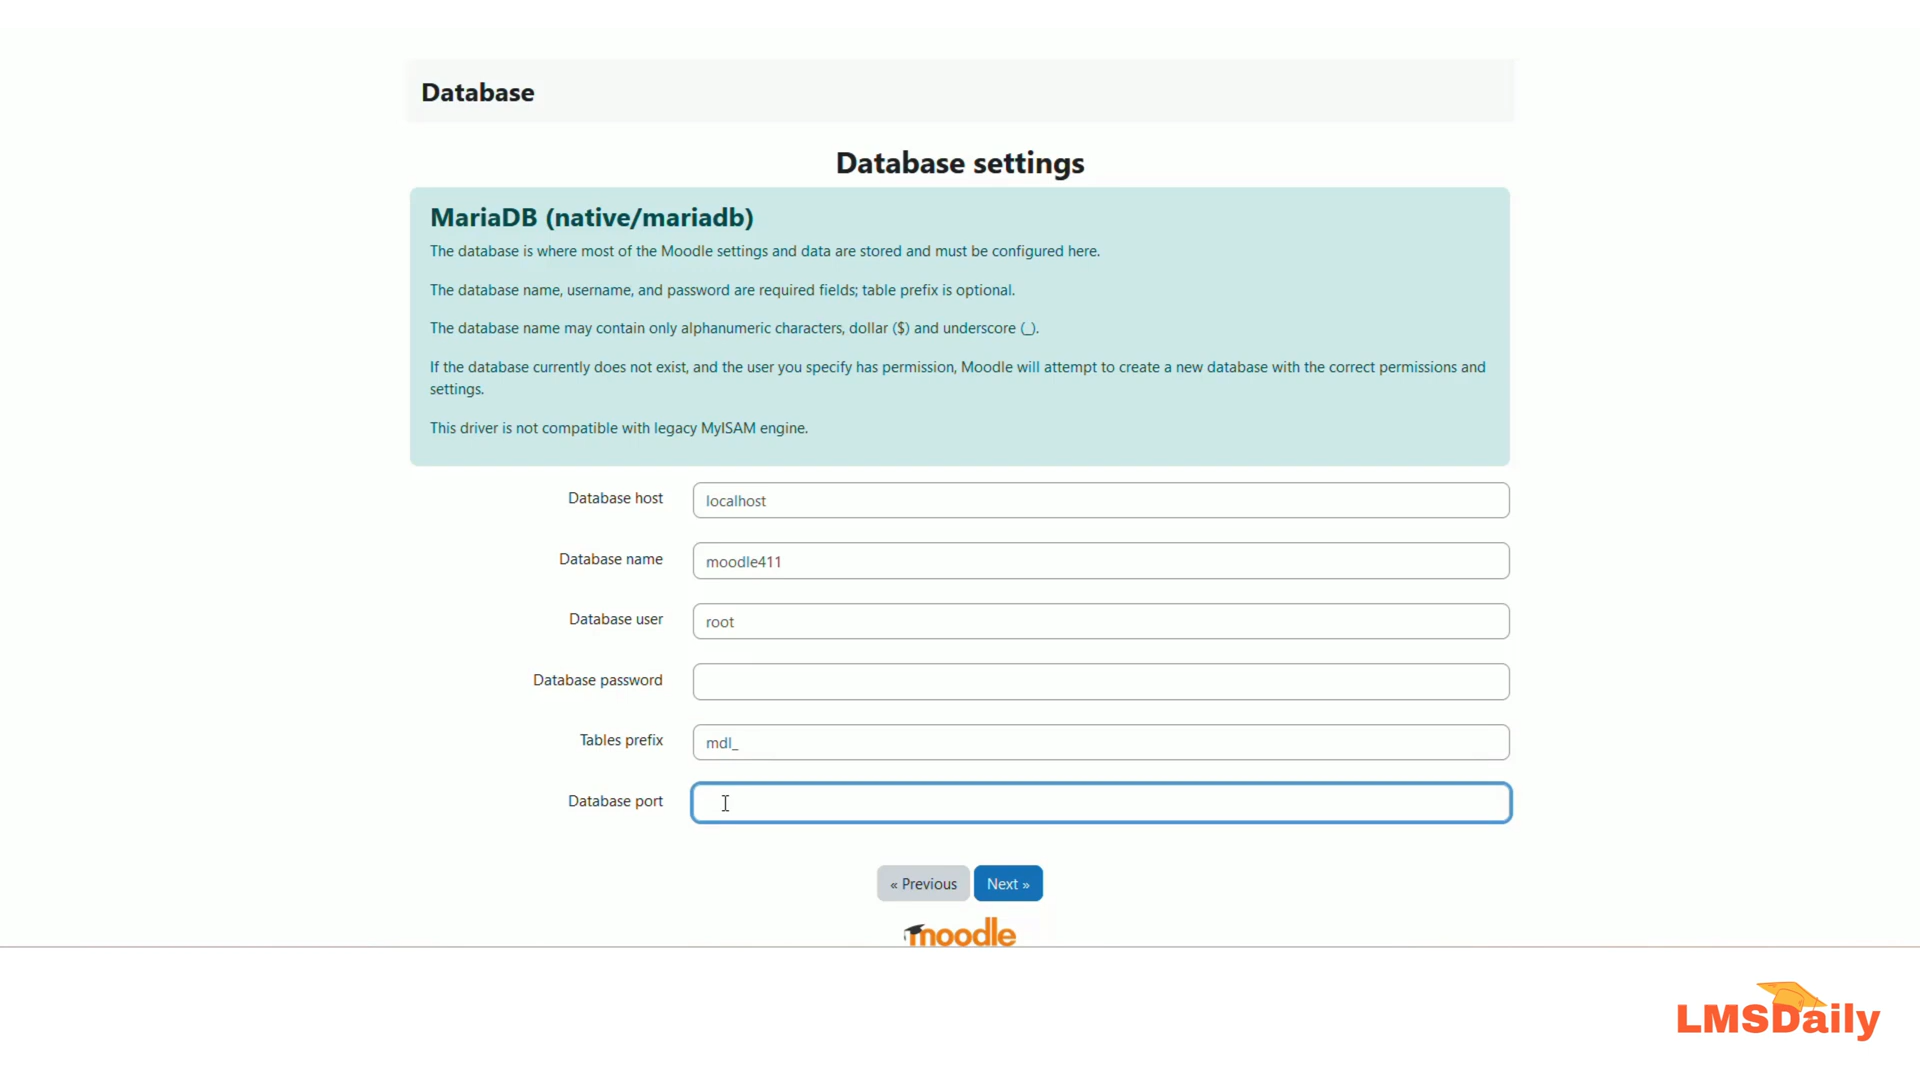 Database
Database settings
MariaDB (native/mariadb)
The database is where most of the Moodle settings and data are stored and must be configured here.
The database name, username, and password are required fields; table prefix is optional.
The database name may contain only alphanumeric characters, dollar ($) and underscore (_).
If the database currently does not exist, and the user you specify has permission, Moodle will attempt to create a new database with the correct permissions and
settings.
This driver is not compatible with legacy MyISAM engine.
Database host localhost
Database name moodle411
Database user root
Database password
Tables prefix mdl_
Database port
« Previous Next »
moodle
LMSDaily